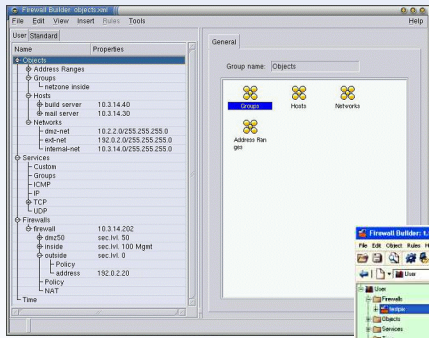 Firewall Builder: objects.xml
File Edit View Insert Rules Tools Help
User Standard
Name Properties
Objects
Address Ranges
Groups
netzone inside
Hosts
build server 10.3.14.40
mail server 10.3.14.30
Networks
dmz-net 10.2.2.0/255.255.255.0
ext-net 192.0.2.0/255.255.255.0
internal-net 10.3.14.0/255.255.255.0
Services
Custom
Groups
ICMP
IP
TCP
UDP
Firewalls
firewall 10.3.14.202
dmz50 sec.lvl. 50
inside sec.lvl. 100 Mgmt
outside sec.lvl. 0
Policy
address 192.0.2.20
Policy
NAT
Time
General
Group name: Objects
Groups Hosts Networks
Address Ran
ges
Firewall Builder:
File Edit Object Rules
User
User
Firewalls
testpix
Objects
Services